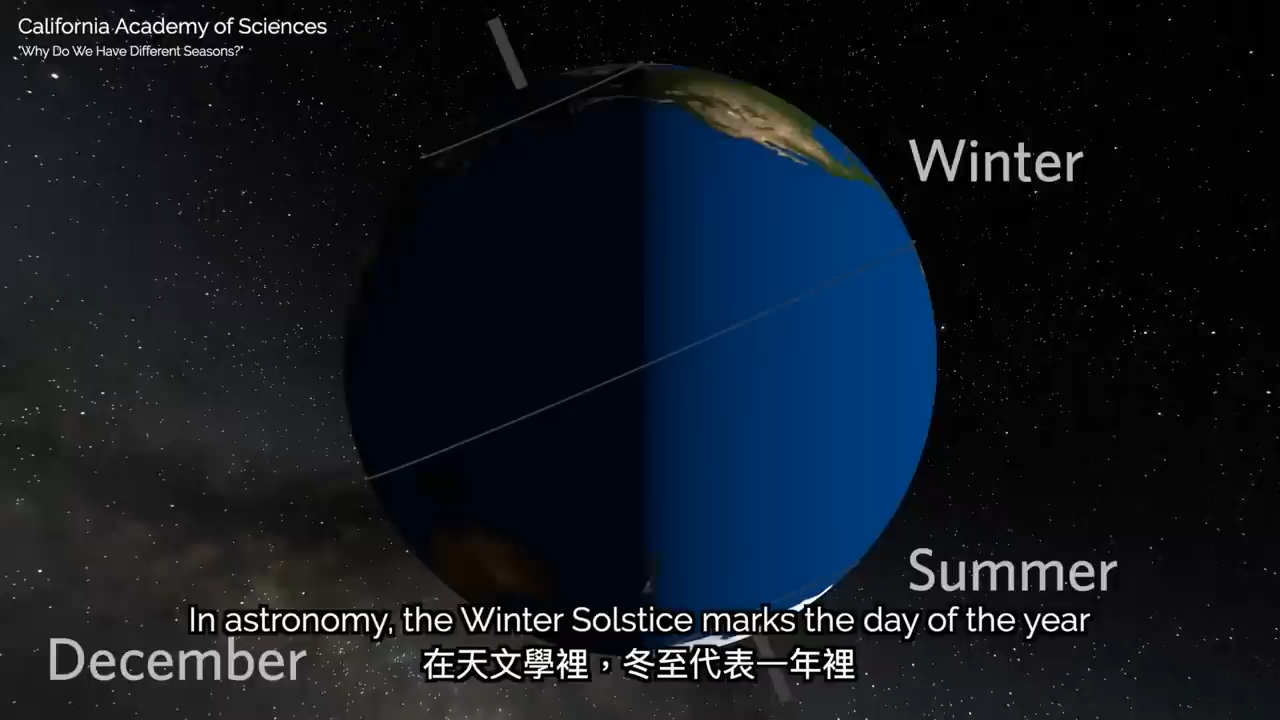 California Academy of Sciences
"Why Do We Have Different Seasons?"
Winter
Summer
In astronomy, the Winter Solstice marks the day of the year
December
在天文學裡，冬至代表一年裡